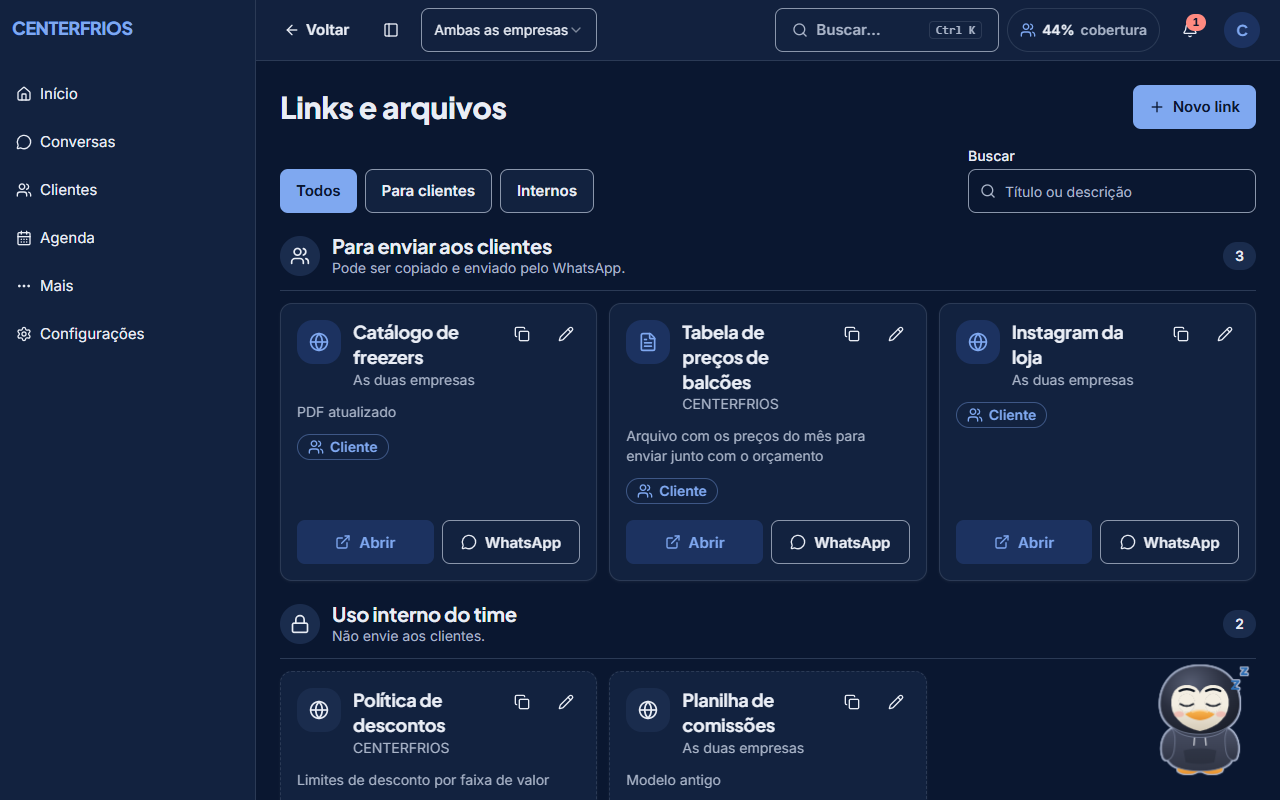 CENTERFRIOS
Início
Conversas
Clientes
Agenda
Mais
Configurações
Voltar
Ambas as empresas
Buscar...
Ctrl K
44% cobertura
1
C
Links e arquivos
Novo link
Todos
Para clientes
Internos
Buscar
Título ou descrição
Para enviar aos clientes
Pode ser copiado e enviado pelo WhatsApp.
3
Catálogo de
freezers
As duas empresas
PDF atualizado
Cliente
Abrir
WhatsApp
Tabela de
preços de
balcões
CENTERFRIOS
Arquivo com os preços do mês para
enviar junto com o orçamento
Cliente
Abrir
WhatsApp
Instagram da
loja
As duas empresas
Cliente
Abrir
WhatsApp
Uso interno do time
Não envie aos clientes.
2
Política de
descontos
CENTERFRIOS
Limites de desconto por faixa de valor
Planilha de
comissões
As duas empresas
Modelo antigo
z
z